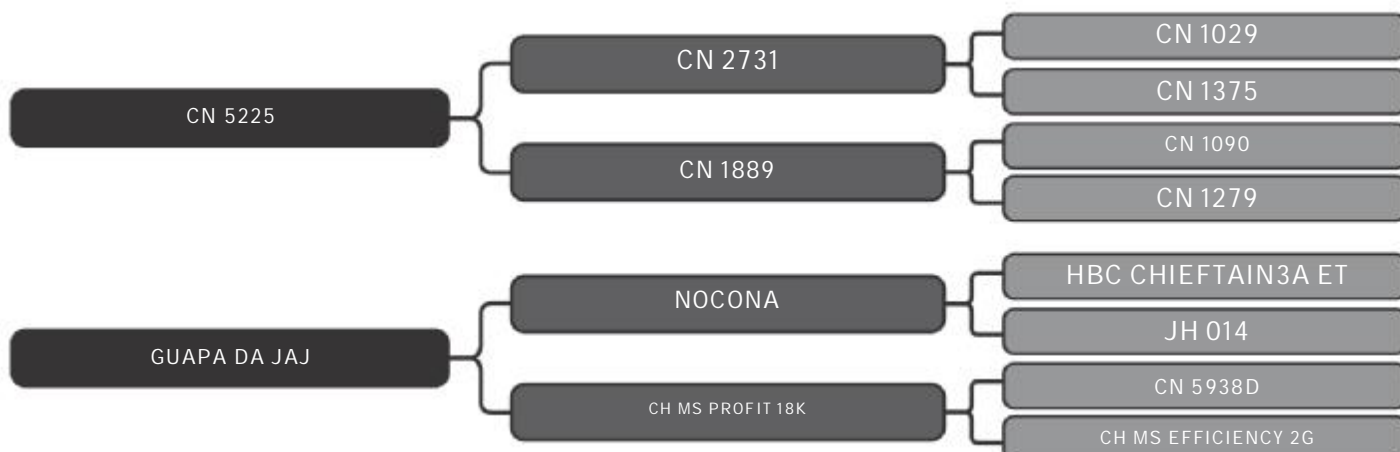 CN 5225
CN 2731
CN 1889
CN 1029
CN 1375
CN 1090
CN 1279
GUAPA DA JAJ
NOCONA
CH MS PROFIT 18K
HBC CHIEFTAIN3A ET
JH 014
CN 5938D
CH MS EFFICIENCY 2G